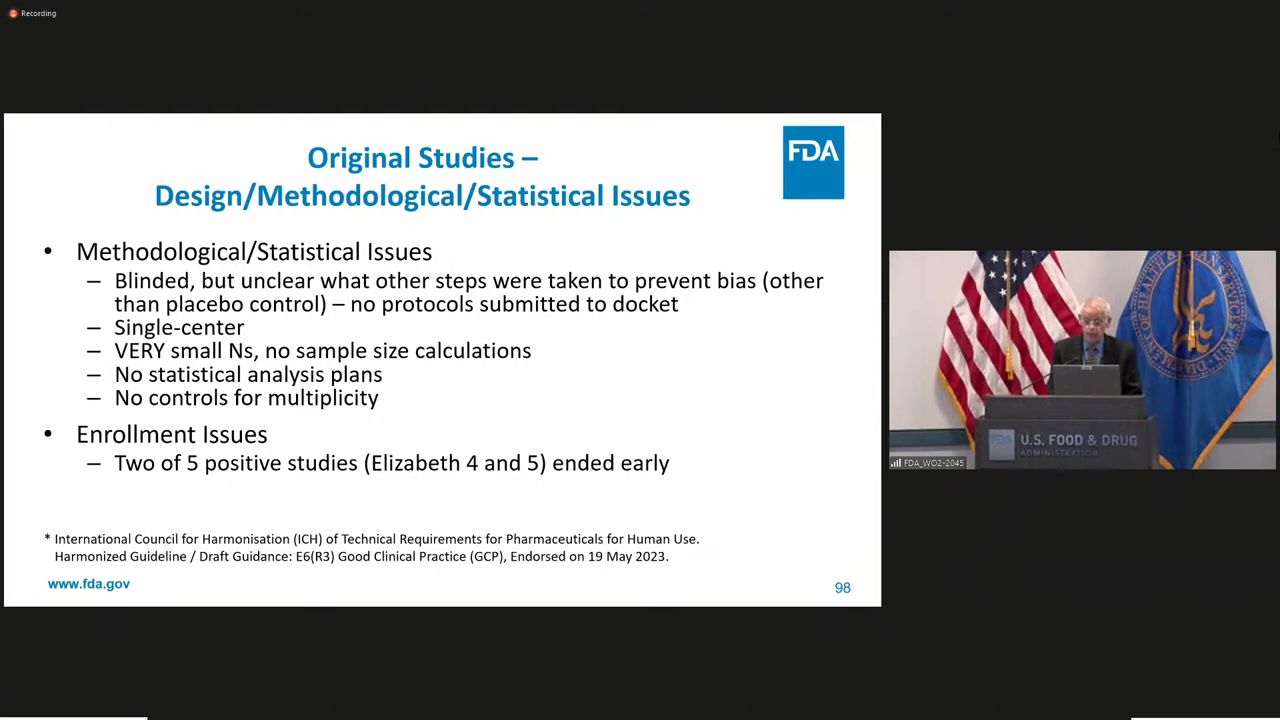 Recording
Original Studies –
Design/Methodological/Statistical Issues
FDA
• Methodological/Statistical Issues
– Blinded, but unclear what other steps were taken to prevent bias (other
than placebo control) – no protocols submitted to docket
– Single-center
– VERY small Ns, no sample size calculations
– No statistical analysis plans
– No controls for multiplicity
• Enrollment Issues
– Two of 5 positive studies (Elizabeth 4 and 5) ended early
* International Council for Harmonisation (ICH) of Technical Requirements for Pharmaceuticals for Human Use.
Harmonized Guideline / Draft Guidance: E6(R3) Good Clinical Practice (GCP), Endorsed on 19 May 2023.
www.fda.gov
98
FDA
U.S. FOOD & DRUG
ADMINISTRATION
FDA_WO2-2045